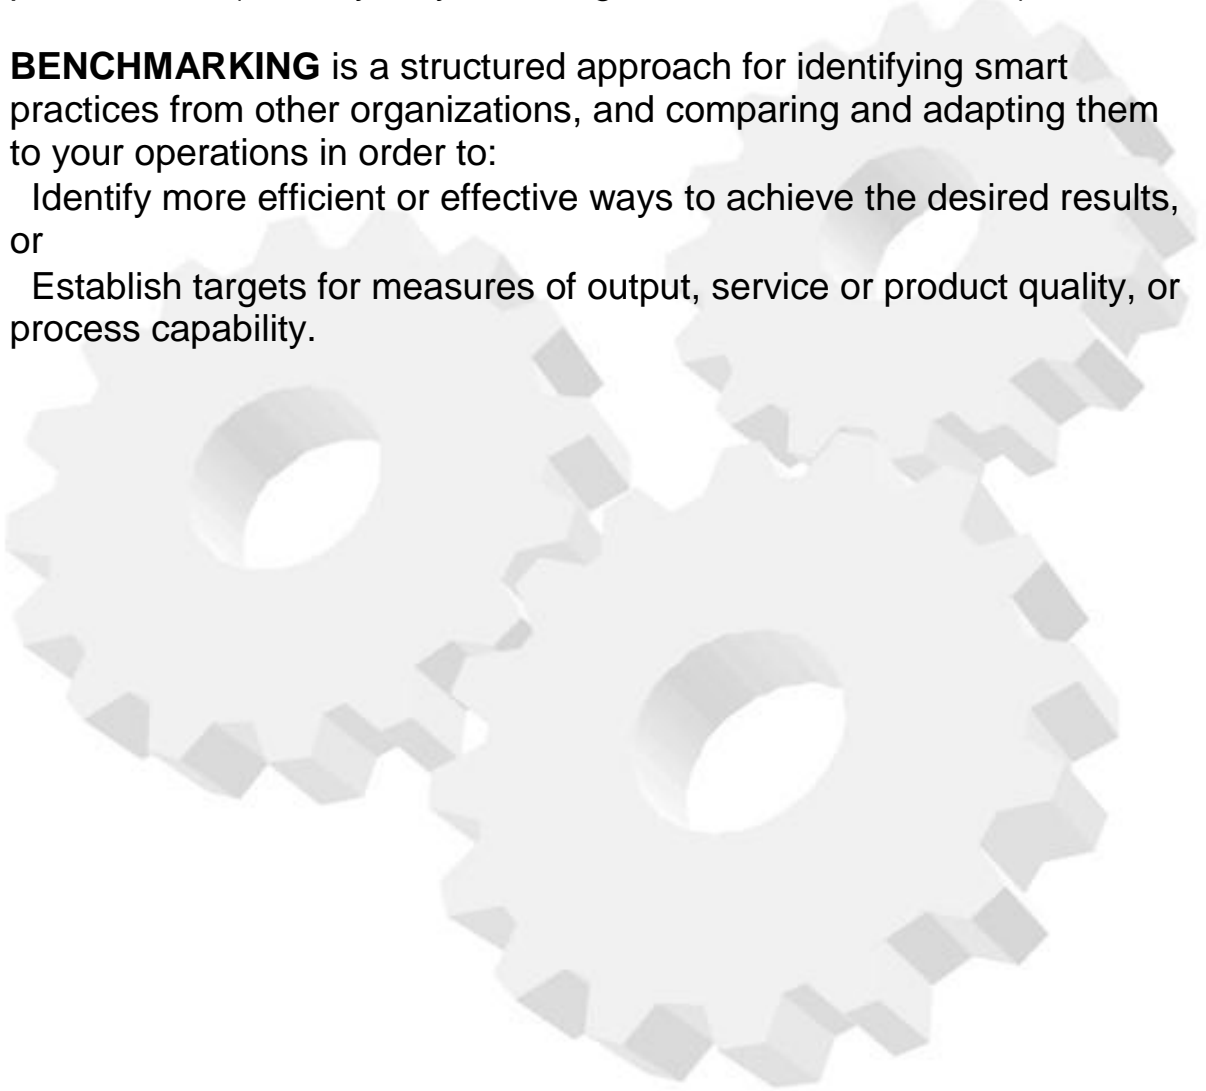 BENCHMARKING is a structured approach for identifying smart
practices from other organizations, and comparing and adapting them
to your operations in order to:
Identify more efficient or effective ways to achieve the desired results,
or
Establish targets for measures of output, service or product quality, or
process capability.